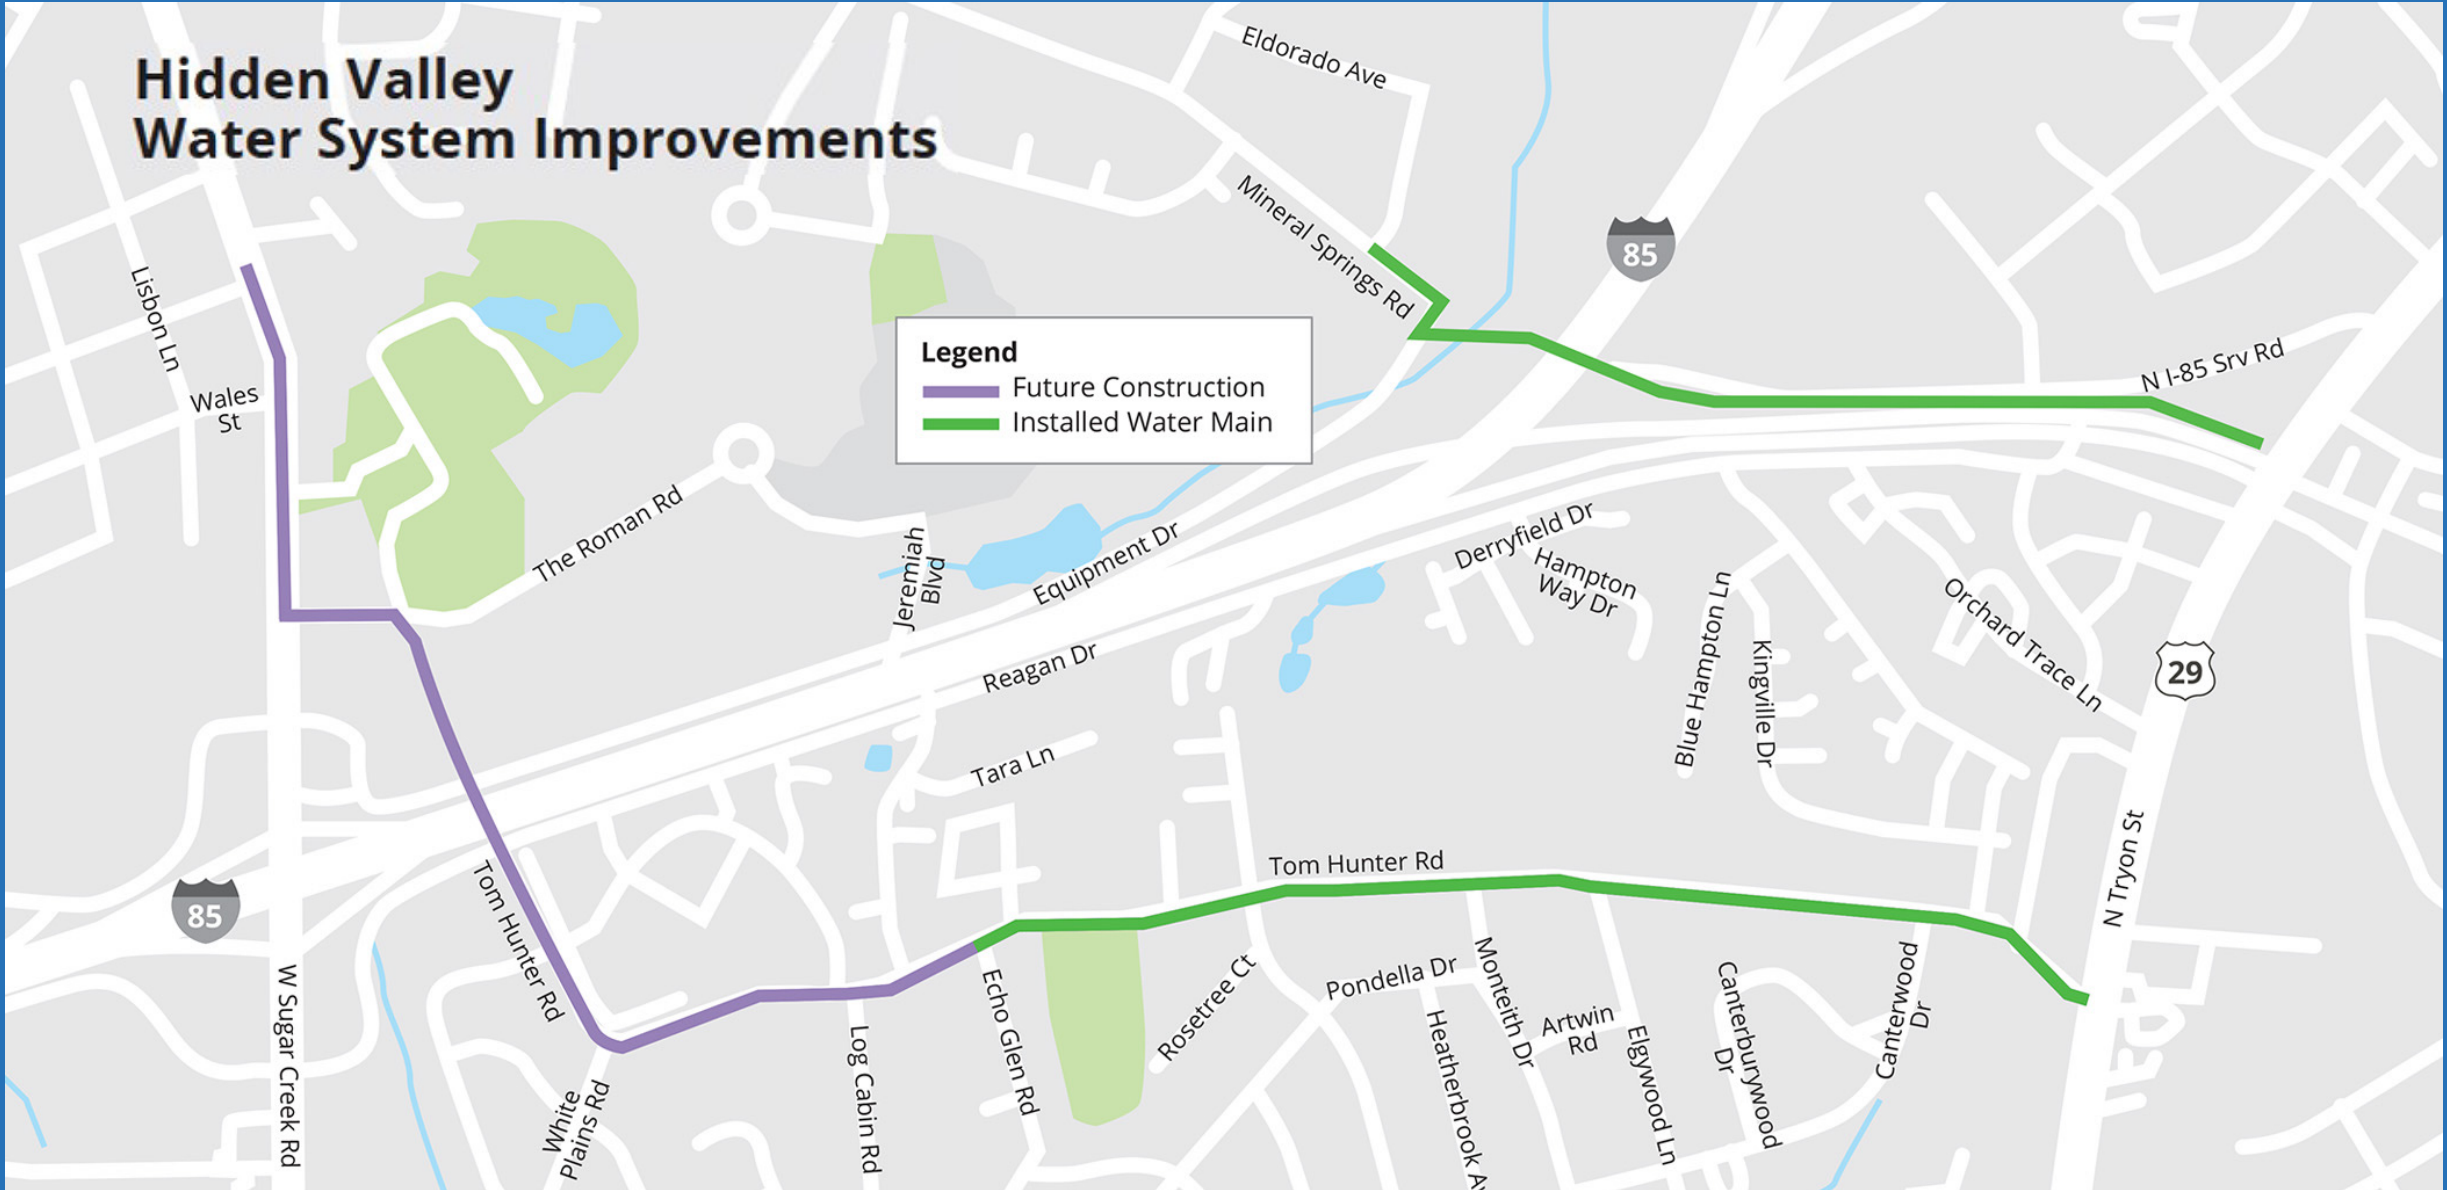 Hidden Valley
Water System Improvements
Eldorado Ave
Mineral Springs Rd
85
Lisbon Ln
Wales
St
Legend
Future Construction
Installed Water Main
N I-85 Srv Rd
The Roman Rd
Jeremiah
Blvd
Equipment Dr
Reagan Dr
Derryfield Dr
Hampton
Way Dr
Blue Hampton Ln
Kingville Dr
Orchard Trace Ln
29
Tara Ln
Tom Hunter Rd
N Tryon St
85
Tom Hunter Rd
W Sugar Creek Rd
White
Plains Rd
Log Cabin Rd
Echo Glen Rd
Rosetree Ct
Pondella Dr
Monteith Dr
Heatherbrook Av
Artwin
Rd
Elgywood Ln
Canterburywood
Dr
Canterwood
Dr